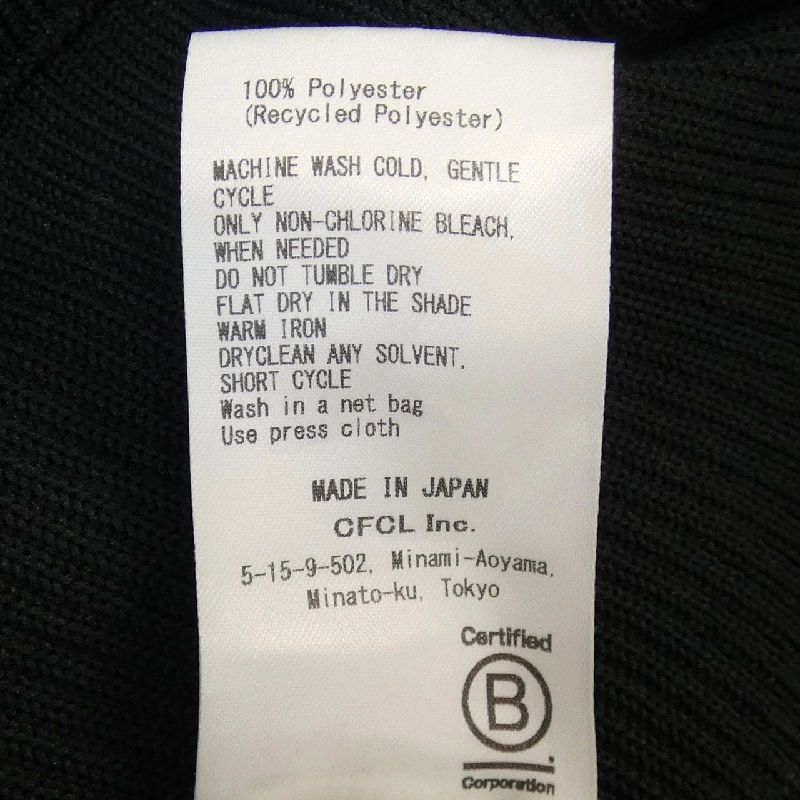 100% Polyester
(Recycled Polyester)
MACHINE WASH COLD, GENTLE
CYCLE
ONLY NON-CHLORINE BLEACH,
WHEN NEEDED
DO NOT TUMBLE DRY
FLAT DRY IN THE SHADE
WARM IRON
DRYCLEAN ANY SOLVENT,
SHORT CYCLE
Wash in a net bag
Use press cloth
MADE IN JAPAN
CFCL Inc.
5-15-9-502, Minami-Aoyama,
Minato-ku, Tokyo
Certified
B
Corporation